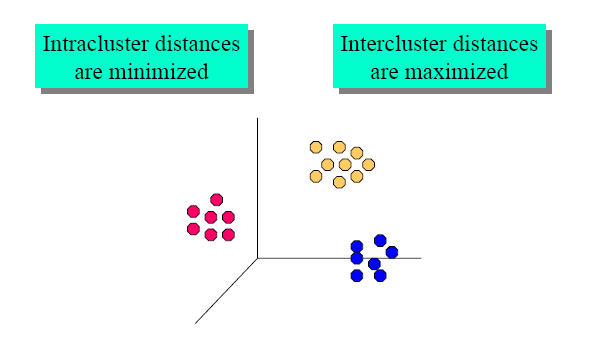 Intracluster distances
are minimized
Intercluster distances
are maximized